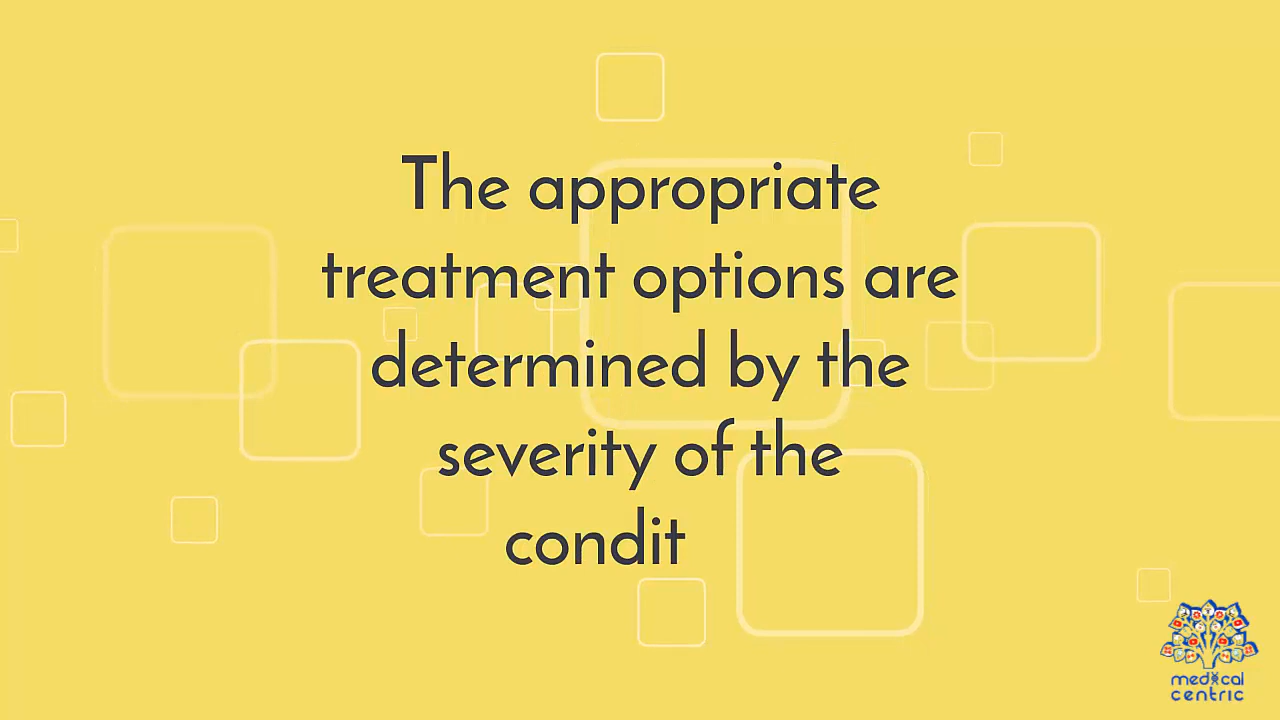 The appropriate
treatment options are
determined by the
severity of the
condit
medical
centric